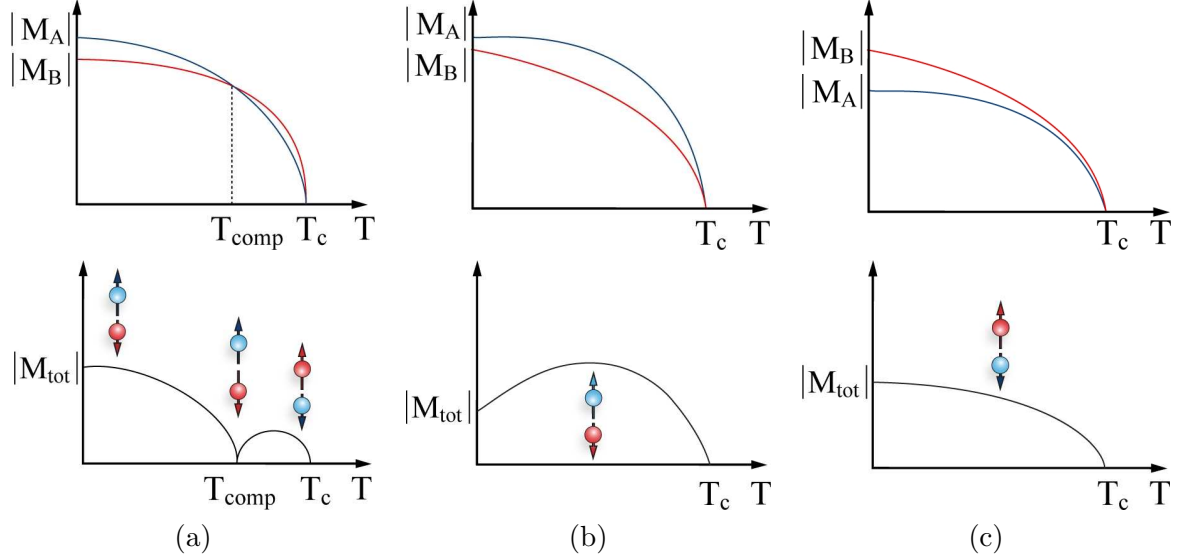 |M_A|
|M_B|
T_comp T_c T
|M_A|
|M_B|
T_c T
|M_B|
|M_A|
T_c T
|M_tot|
T_comp T_c T
|M_tot|
T_c T
|M_tot|
T_c T
(a)
(b)
(c)